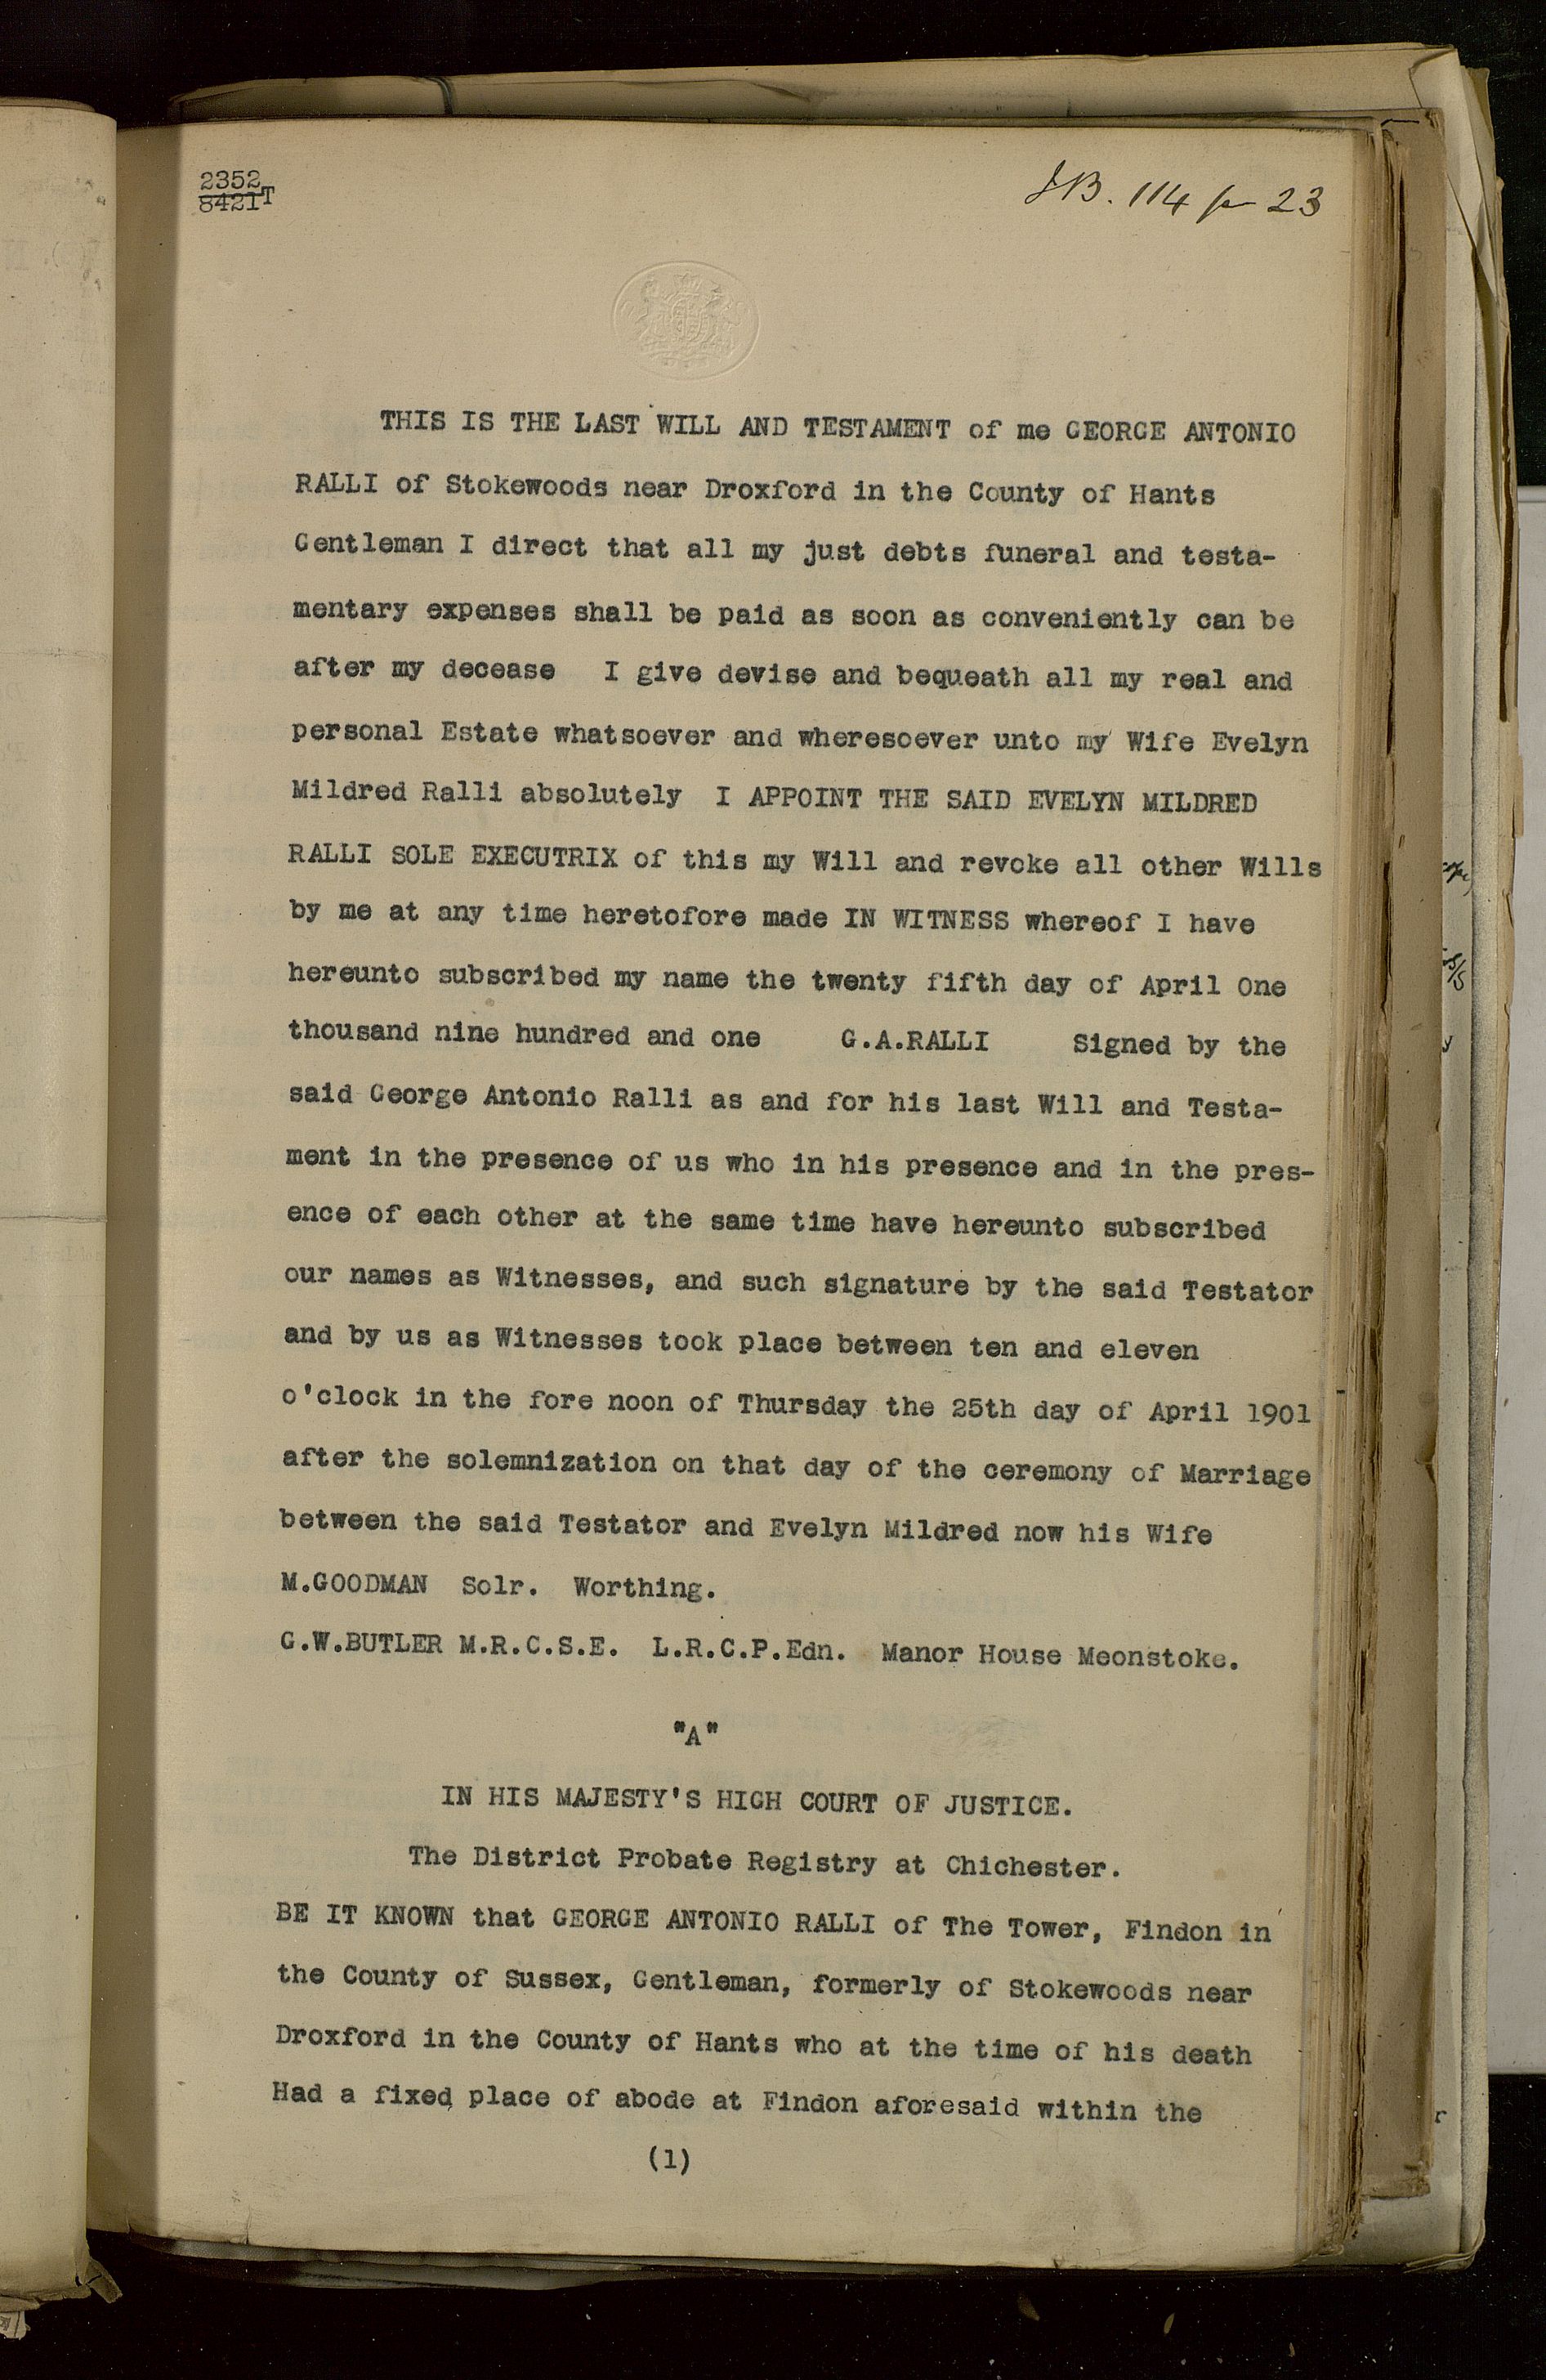 2352
8421T
114
23
THIS IS THE LAST WILL AND TESTAMENT of me GEORGE ANTONIO
RALLI of Stokewoods near Droxford in the County of Hants
Gentleman I direct that all my just debts funeral and testa-
mentary expenses shall be paid as soon as conveniently can be
after my decease   I give devise and bequeath all my real and
personal Estate whatsoever and wheresoever unto my Wife Evelyn
Mildred Ralli absolutely  I APPOINT THE SAID EVELYN MILDRED
RALLI SOLE EXECUTRIX of this my Will and revoke all other Wills
by me at any time heretofore made IN WITNESS whereof I have
hereunto subscribed my name the twenty fifth day of April One
thousand nine hundred and one     G.A.RALLI     Signed by the
said George Antonio Ralli as and for his last Will and Testa-
ment in the presence of us who in his presence and in the pres-
ence of each other at the same time have hereunto subscribed
our names as Witnesses, and such signature by the said Testator
and by us as Witnesses took place between ten and eleven
o'clock in the fore noon of Thursday the 25th day of April 1901
after the solemnization on that day of the ceremony of Marriage
between the said Testator and Evelyn Mildred now his Wife
M.GOODMAN  Solr.  Worthing.
G.W.BUTLER M.R.C.S.E.  L.R.C.P.Edn.  Manor House Meonstoke.
"A"
IN HIS MAJESTY'S HIGH COURT OF JUSTICE.
The District Probate Registry at Chichester.
BE IT KNOWN that GEORGE ANTONIO RALLI of The Tower, Findon in
the County of Sussex, Gentleman, formerly of Stokewoods near
Droxford in the County of Hants who at the time of his death
Had a fixed place of abode at Findon aforesaid within the
(1)